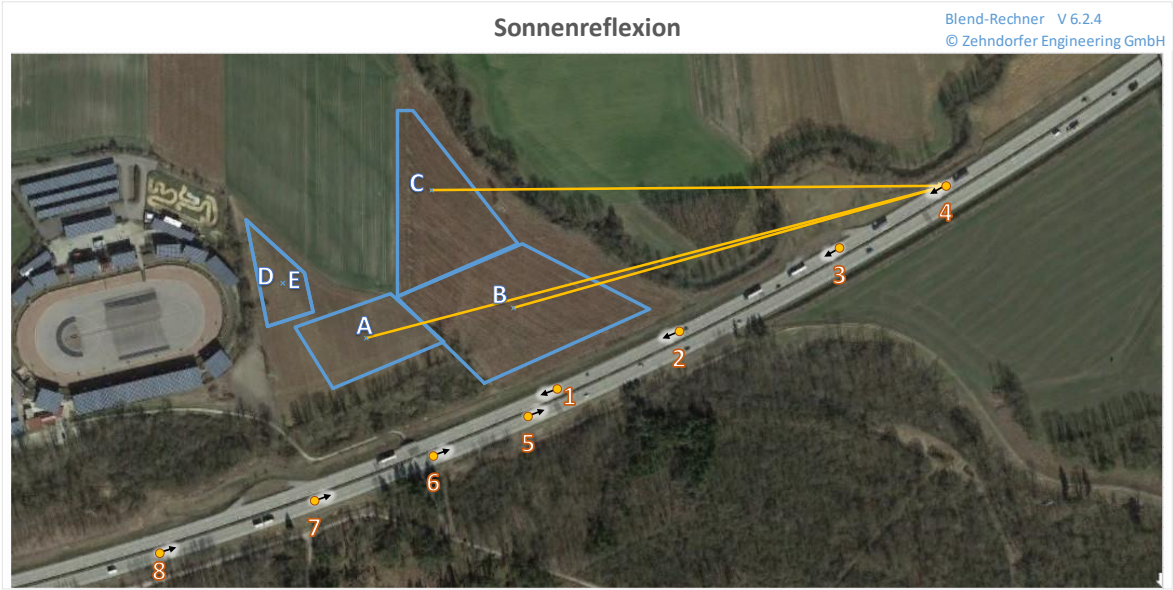 Sonnenreflexion
Blend-Rechner V 6.2.4
© Zehndorfer Engineering GmbH
C
4
D
E
3
B
A
2
1
5
6
7
8